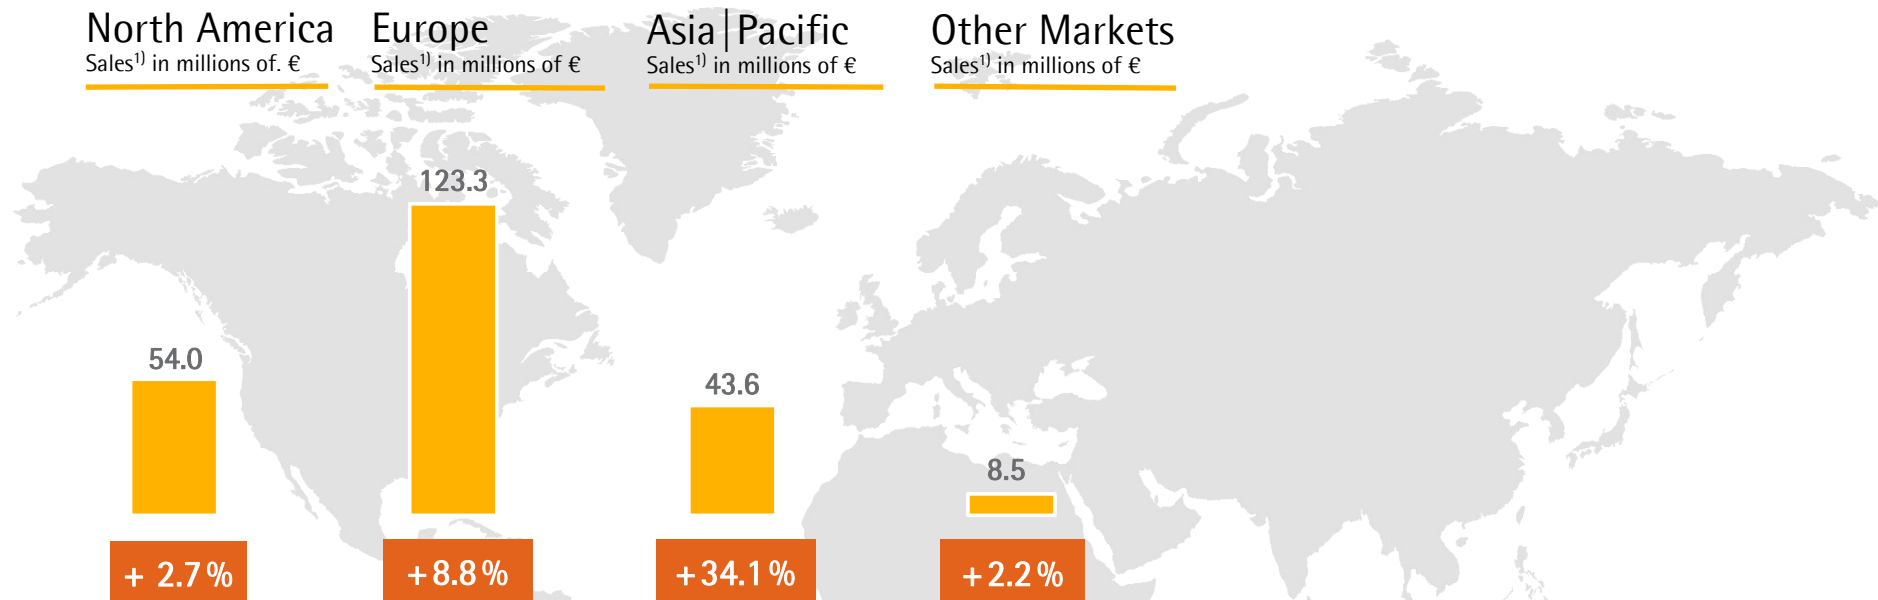 North America
Sales1) in millions of. €
Europe
Sales1) in millions of €
Asia|Pacific
Sales1) in millions of €
Other Markets
Sales1) in millions of €
54.0
123.3
43.6
8.5
+ 2.7 %
+8.8 %
+34.1 %
+2.2 %